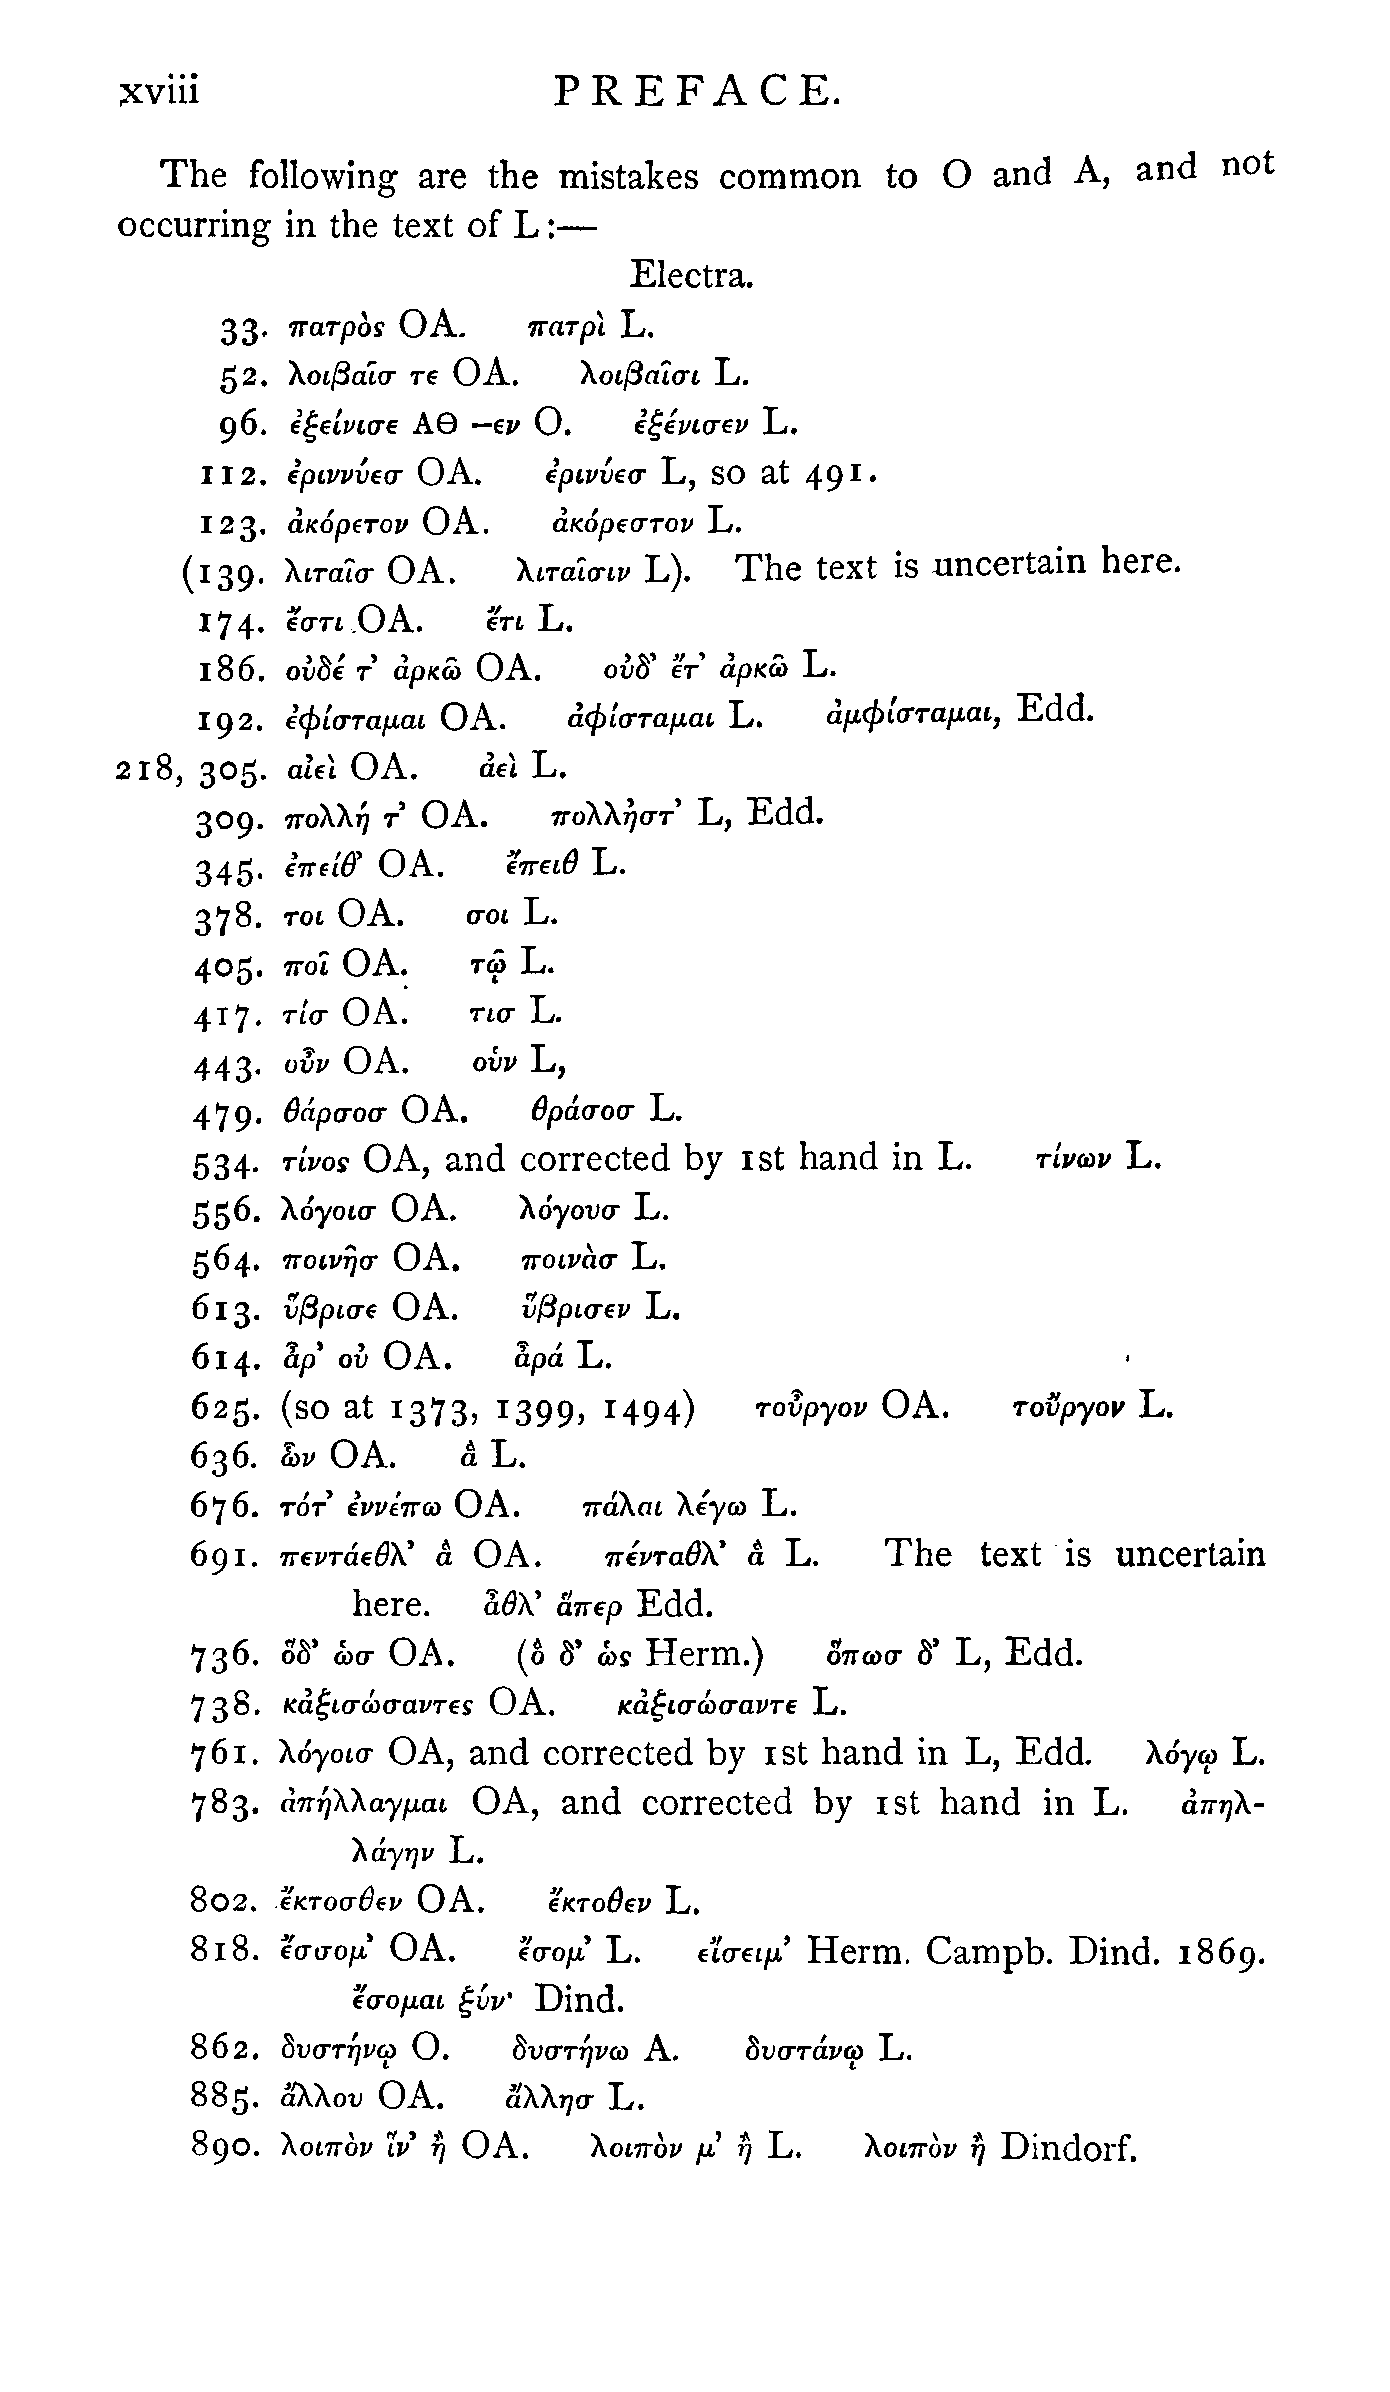 xviii PREFACE.
The following are the mistakes common to O and A, and not
occurring in the text of L:—
Electra.
33. πατρὸς OA. πατρὶ L.
52. λοιβαῖσ τε OA. λοιβαῖσι L.
96. ἐξείνισε ΑΘ –εν O. ἐξένισεν L.
112. ἐριννύεσ OA. ἐρινύεσ L, so at 491.
123. ἀκόρετον OA. ἀκόρεστον L.
(139. λιταῖσ OA. λιταῖσιν L). The text is uncertain here.
174. ἔστι OA. ἔτι L.
186. οὐδέ τ’ ἀρκῶ OA. οὐδ’ ἔτ’ ἀρκῶ L.
192. ἐφίσταμαι OA. ἀφίσταμαι L. ἀμφίσταμαι, Edd.
218, 305. αἰεὶ OA. ἀεὶ L.
309. πολλή τ’ OA. πολλἠστ’ L, Edd.
345. ἐπείθ’ OA. ἔπειθ L.
378. τοι OA. σοι L.
405. ποῖ OA. τῷ L.
417. τίσ OA. τισ L.
443. οὖν OA. οὑν L,
479. θάρσοσ OA. θράσοσ L.
534. τίνος OA, and corrected by 1st hand in L. τίνων L.
556. λόγοισ OA. λόγουσ L.
564. ποινῆσ OA. ποινὰσ L.
613. ὕβρισε OA. ὕβρισεν L.
614. ἆρ’ οὐ OA. ἆρά L.
625. (so at 1373, 1399, 1494) τοὖργον OA. τοὔργον L.
636. ὧν OA. ἃ L.
676. τότ’ ἐννέπω OA. πάλαι λέγω L.
691. πεντάεθλ’ ἃ OA. πένταθλ’ ἃ L. The text is uncertain
here. ἆθλ’ ἅπερ Edd.
736. ὅδ’ ὡσ OA. (ὃ δ’ ὡς Herm.) ὅπωσ δ’ L, Edd.
738. κἀξισώσαντες OA. κἀξισώσαντε L.
761. λόγοισ OA, and corrected by 1st hand in L, Edd. λόγῳ L.
783. ἀπήλλαγμαι OA, and corrected by 1st hand in L. ἀπηλ-
λάγην L.
802. ἔκτοσθεν OA. ἔκτοθεν L.
818. ἔσσομ’ OA. ἔσομ’ L. εἴσειμ’ Herm. Campb. Dind. 1869.
ἔσομαι ξύν· Dind.
862. δυστήνῳ O. δυστήνω A. δυστάνῳ L.
885. ἄλλου OA. ἄλλησ L.
890. λοιπὸν ἵν’ ἢ OA. λοιπὸν μ’ ἢ L. λοιπὸν ἢ Dindorf.